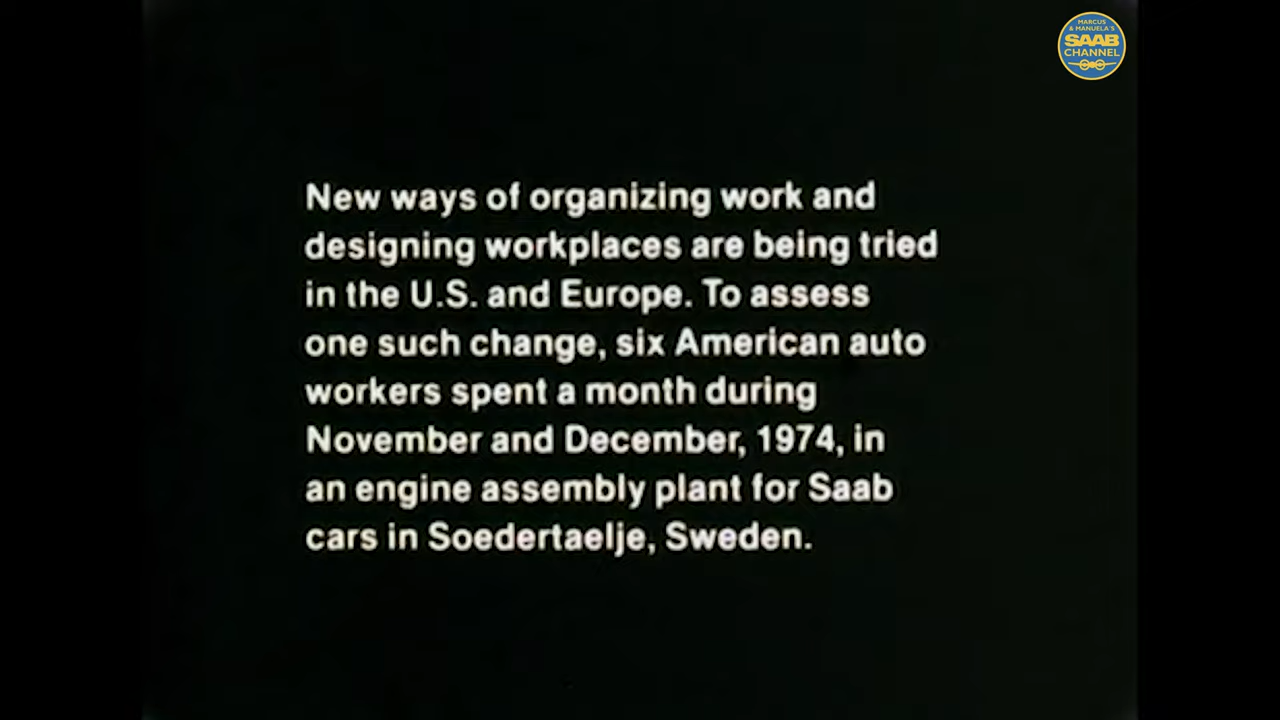 MARCUS
& MANUELA'S
SAAB
CHANNEL
New ways of organizing work and
designing workplaces are being tried
in the U.S. and Europe. To assess
one such change, six American auto
workers spent a month during
November and December, 1974, in
an engine assembly plant for Saab
cars in Soedertaelje, Sweden.